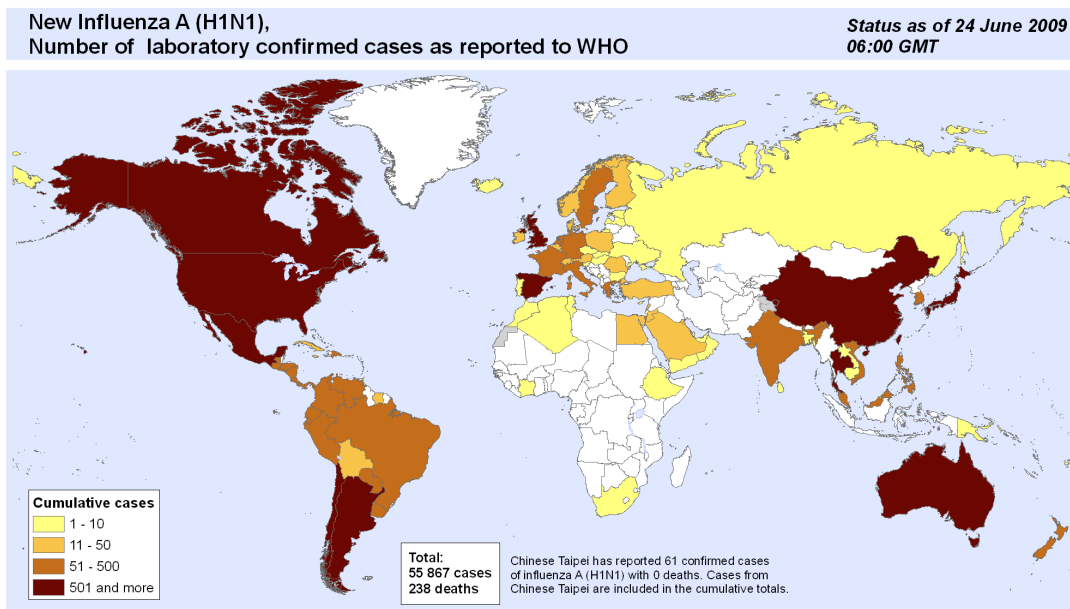 New Influenza A (H1N1),
Number of  laboratory confirmed cases as reported to WHO
Status as of 24 June 2009
06:00 GMT
Cumulative cases
1 - 10
11 - 50
51 - 500
501 and more
Total:
55 867 cases
238 deaths
Chinese Taipei has reported 61 confirmed cases
of influenza A (H1N1) with 0 deaths. Cases from
Chinese Taipei are included in the cumulative totals.